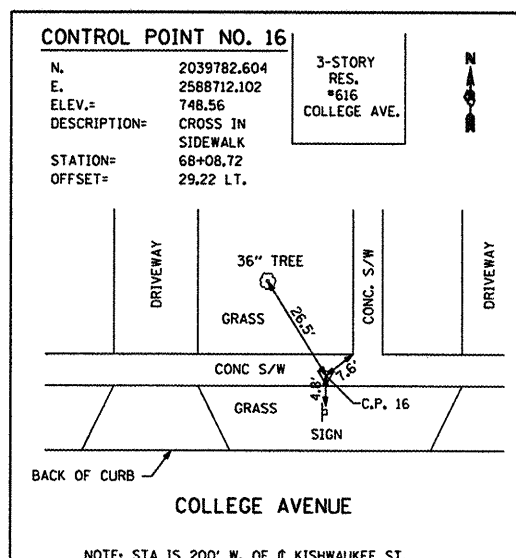 CONTROL POINT NO. 16
N. 2039782.604
E. 2588712.102
ELEV.= 748.56
DESCRIPTION= CROSS IN
SIDEWALK
STATION= 68+08.72
OFFSET= 29.22 LT.
3-STORY
RES.
#616
COLLEGE AVE.
N
DRIVEWAY
36" TREE
CONC. S/W
DRIVEWAY
GRASS
26.5'
CONC S/W
7.6'
4.8'
GRASS
C.P. 16
SIGN
BACK OF CURB
COLLEGE AVENUE
NOTE: STA IS 200' W. OF ℄ KISHWAUKEE ST.